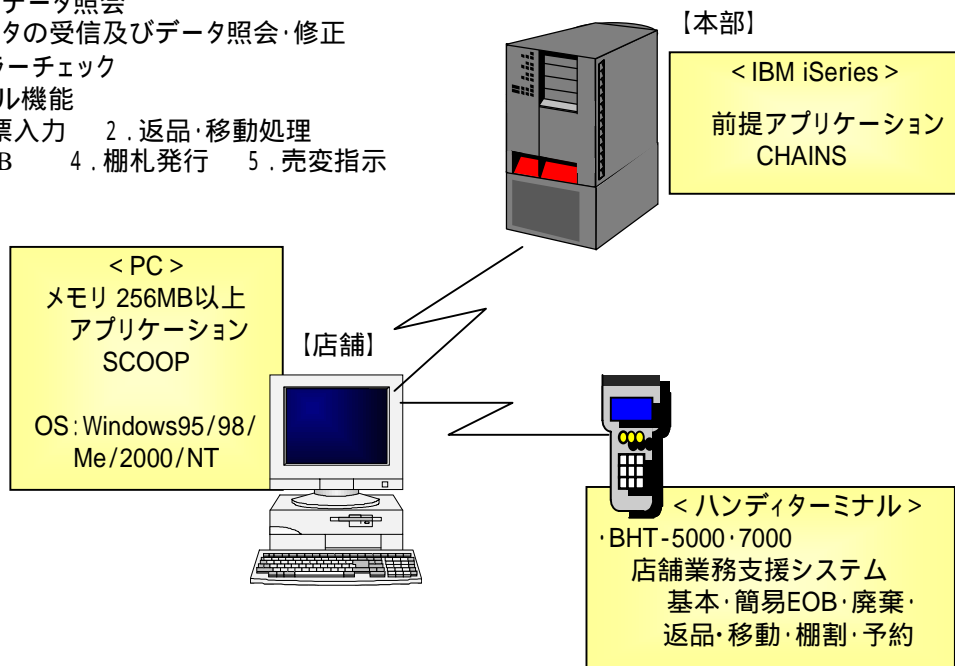 データ照会
タの受信及びデータ照会・修正
ラーチェック
ル機能
票入力 2.返品・移動処理
B 4.棚札発行 5.売変指示
【本部】
<IBM iSeries>
前提アプリケーション
CHAINS
<PC>
メモリ 256MB以上
アプリケーション
SCOOP
OS:Windows95/98/
Me/2000/NT
【店舗】
<ハンディターミナル>
・BHT-5000・7000
店舗業務支援システム
基本・簡易EOB・廃棄・
返品・移動・棚割・予約